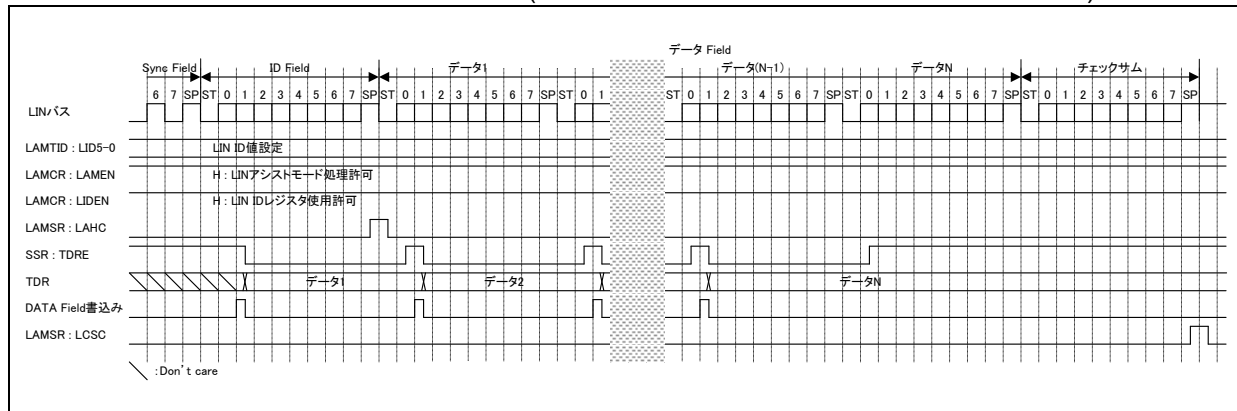 データ Field
Sync Field ID Field データ1 データ(N-1) データN チェックサム
6 7 SP ST 0 1 2 3 4 5 6 7 SP ST 0 1 2 3 4 5 6 7 SP ST 0 1 ST 0 1 2 3 4 5 6 7 SP ST 0 1 2 3 4 5 6 7 SP ST 0 1 2 3 4 5 6 7 SP
LINバス
LAMTID : LID5-0 LIN ID値設定
LAMCR : LAMEN H : LINアシストモード処理許可
LAMCR : LIDEN H : LIN IDレジスタ使用許可
LAMSR : LAHC
SSR : TDRE
TDR データ1 データ2 データN
DATA Field書込み
LAMSR : LCSC
:Don't care